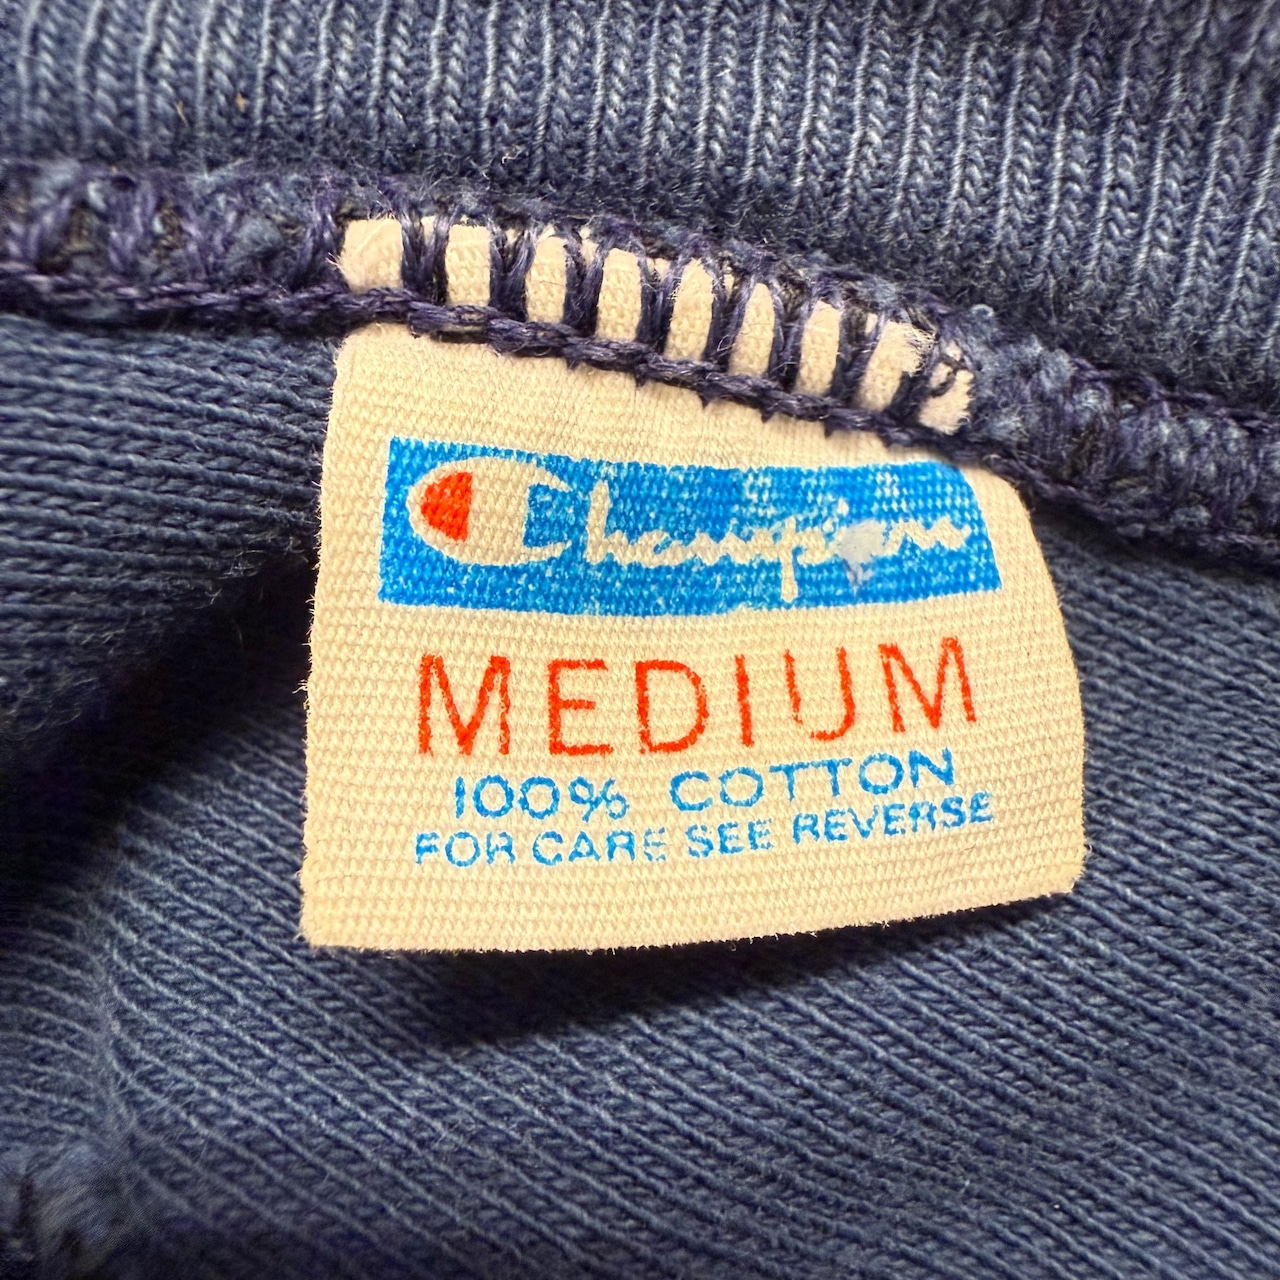 Champion
MEDIUM
100% COTTON
FOR CARE SEE REVERSE